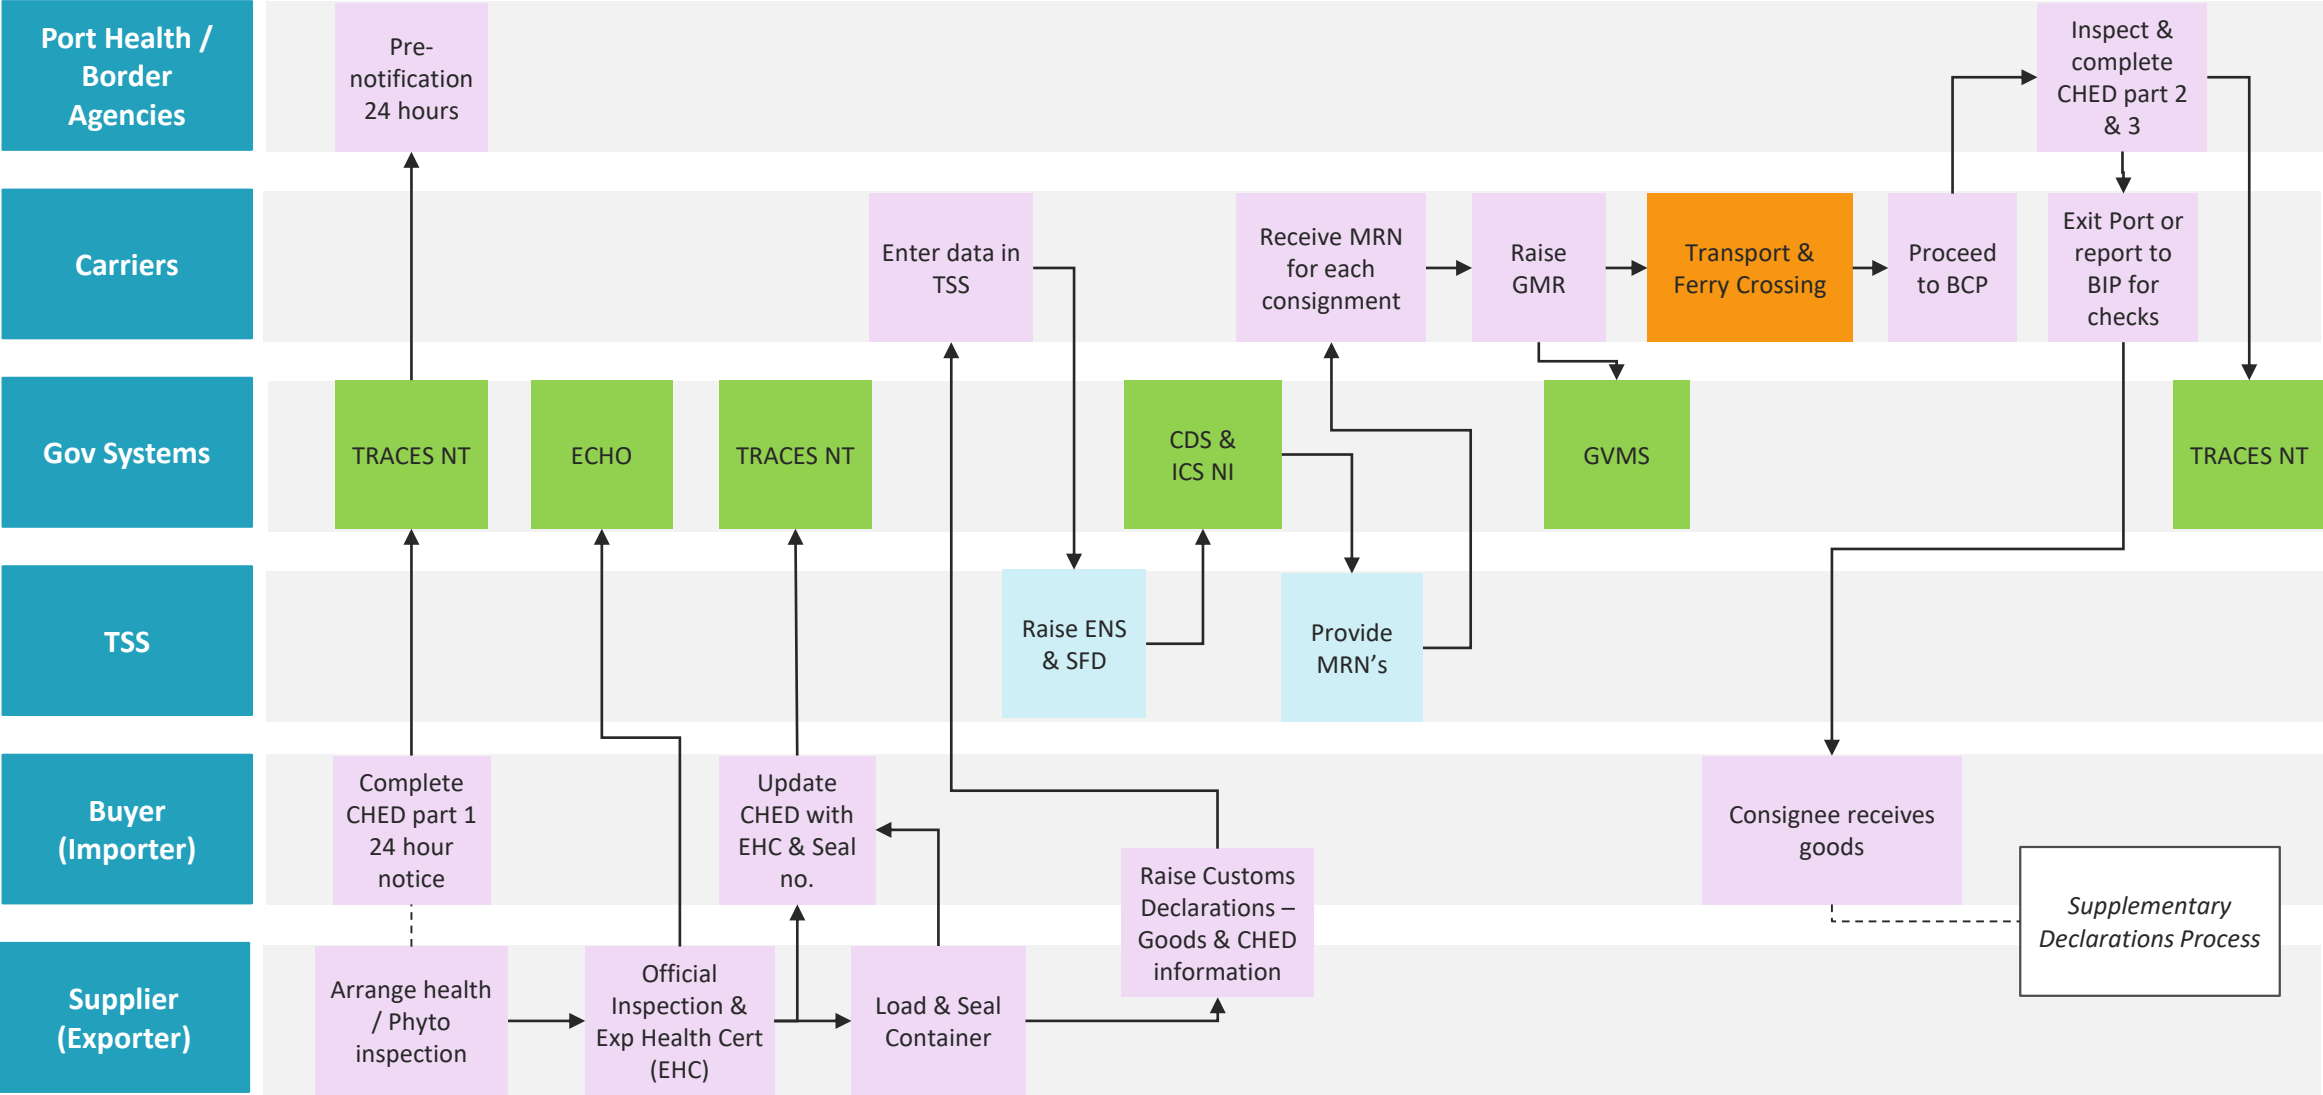 Port Health /
Border
Agencies
Pre-
notification
24 hours
Inspect &
complete
CHED part 2
& 3
Carriers
Enter data in
TSS
Receive MRN
for each
consignment
Raise
GMR
Transport &
Ferry Crossing
Proceed
to BCP
Exit Port or
report to
BIP for
checks
Gov Systems
TRACES NT
ECHO
TRACES NT
CDS &
ICS NI
GVMS
TRACES NT
TSS
Raise ENS
& SFD
Provide
MRN’s
Buyer
(Importer)
Complete
CHED part 1
24 hour
notice
Update
CHED with
EHC & Seal
no.
Raise Customs
Declarations –
Goods & CHED
information
Consignee receives
goods
Supplementary
Declarations Process
Supplier
(Exporter)
Arrange health
/ Phyto
inspection
Official
Inspection &
Exp Health Cert
(EHC)
Load & Seal
Container